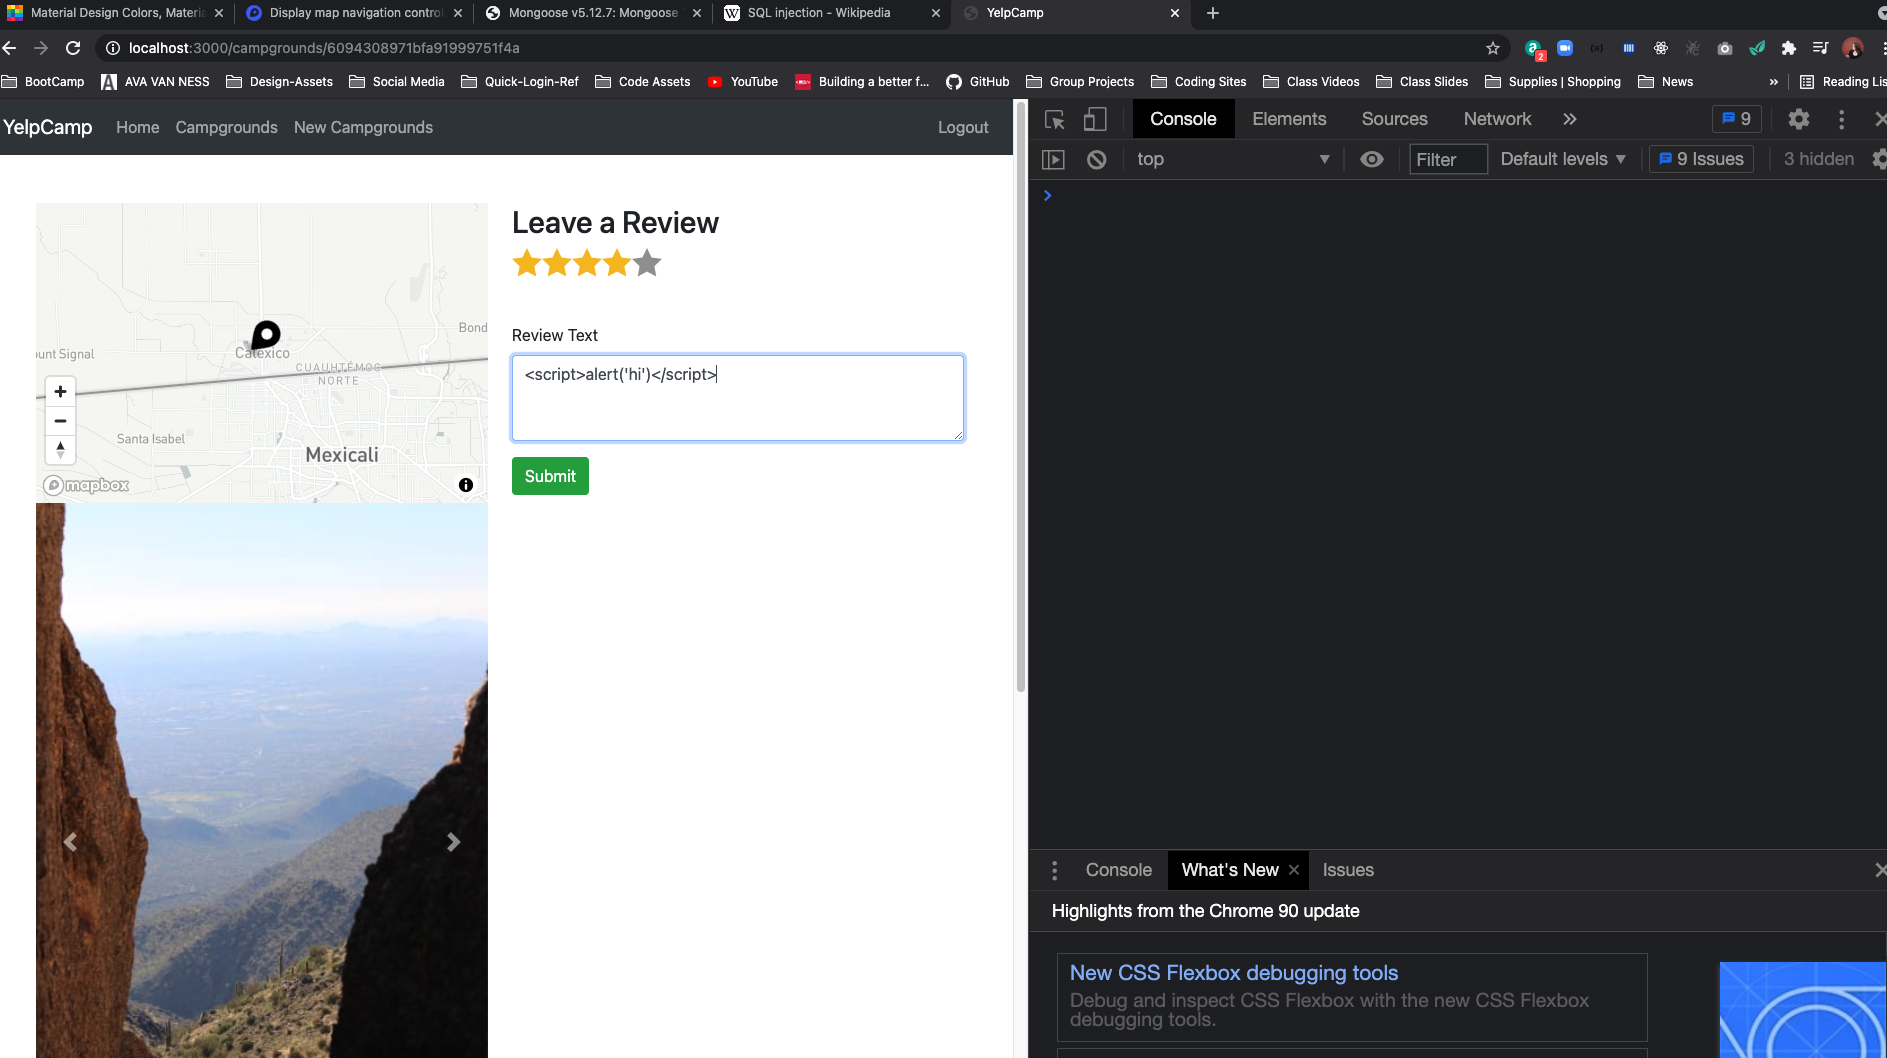 Material Design Colors, Materia
Display map navigation contro
Mongoose v5.12.7: Mongoose
W SQL injection - Wikipedia
YelpCamp
localhost:3000/campgrounds/6094308971bfa91999751f4a
2
BootCamp
AVA VAN NESS
Design-Assets
Social Media
Quick-Login-Ref
Code Assets
YouTube
Building a better f...
GitHub
Group Projects
Coding Sites
Class Videos
Class Slides
Supplies | Shopping
News
»
Reading Lis
YelpCamp Home Campgrounds New Campgrounds Logout
Console Elements Sources Network » 9
top Filter Default levels 9 Issues 3 hidden
Bond
unt Signal
Calexico
CUAUHTÉMOC
NORTE
Santa Isabel
Mexicali
mapbox
Leave a Review
Review Text
<script>alert('hi')</script>
Submit
Console What's New Issues
Highlights from the Chrome 90 update
New CSS Flexbox debugging tools
Debug and inspect CSS Flexbox with the new CSS Flexbox
debugging tools.